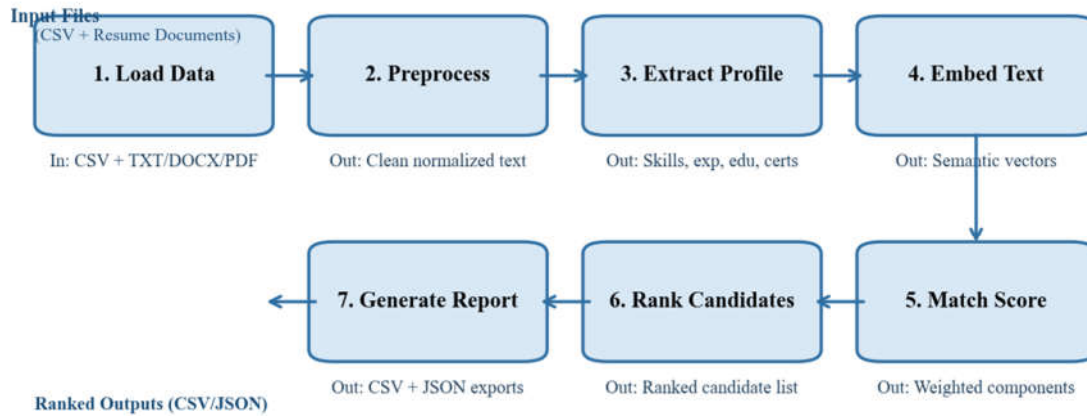 Input Files
(CSV + Resume Documents)
1. Load Data
2. Preprocess
3. Extract Profile
4. Embed Text
In: CSV + TXT/DOCX/PDF
Out: Clean normalized text
Out: Skills, exp, edu, certs
Out: Semantic vectors
7. Generate Report
6. Rank Candidates
5. Match Score
Out: CSV + JSON exports
Out: Ranked candidate list
Out: Weighted components
Ranked Outputs (CSV/JSON)